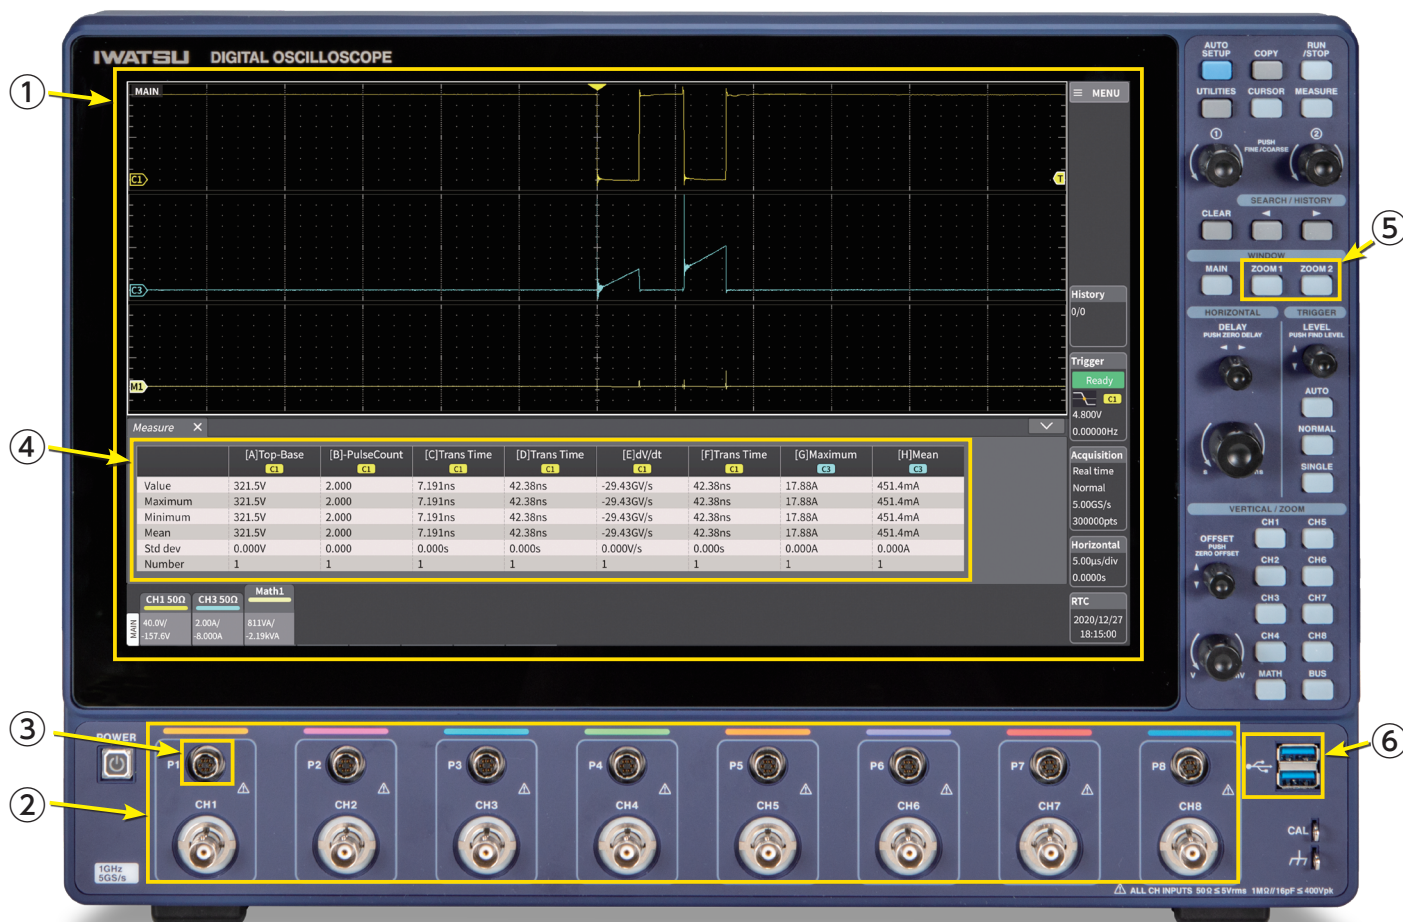 IWATSU DIGITAL OSCILLOSCOPE
①
②
③
④
⑤
⑥
MAIN
C1
T
C3
M1
≡ MENU
History
0/0
Trigger
Ready
C1
4.800V
0.00000Hz
Acquisition
Real time
Normal
5.00GS/s
300000pts
Horizontal
5.00µs/div
0.0000s
RTC
2020/12/27
18:15:00
Measure X
[A]Top-Base [B]-PulseCount [C]Trans Time [D]Trans Time [E]dV/dt [F]Trans Time [G]Maximum [H]Mean
C1 C1 C1 C1 C1 C1 C3 C3
Value 321.5V 2.000 7.191ns 42.38ns -29.43GV/s 42.38ns 17.88A 451.4mA
Maximum 321.5V 2.000 7.191ns 42.38ns -29.43GV/s 42.38ns 17.88A 451.4mA
Minimum 321.5V 2.000 7.191ns 42.38ns -29.43GV/s 42.38ns 17.88A 451.4mA
Mean 321.5V 2.000 7.191ns 42.38ns -29.43GV/s 42.38ns 17.88A 451.4mA
Std dev 0.000V 0.000 0.000s 0.000s 0.000V/s 0.000s 0.000A 0.000A
Number 1 1 1 1 1 1 1 1
MAIN
CH1 50Ω CH3 50Ω Math1
40.0V/ 2.00A/ 811VA/
-157.6V -8.000A -2.19kVA
AUTO SETUP COPY RUN /STOP
UTILITIES CURSOR MEASURE
① ②
PUSH
FINE/COARSE
SEARCH / HISTORY
CLEAR ◄ ►
WINDOW
MAIN ZOOM 1 ZOOM 2
HORIZONTAL TRIGGER
DELAY LEVEL
PUSH ZERO DELAY PUSH FIND LEVEL
AUTO
NORMAL
s ns
SINGLE
VERTICAL / ZOOM
CH1 CH5
OFFSET
PUSH
ZERO OFFSET
CH2 CH6
CH3 CH7
CH4 CH8
V mV
MATH BUS
POWER
P1 P2 P3 P4 P5 P6 P7 P8
CH1 CH2 CH3 CH4 CH5 CH6 CH7 CH8
CAL
1GHz
5GS/s
ALL CH INPUTS 50Ω ≤ 5Vrms 1MΩ//16pF ≤ 400Vpk